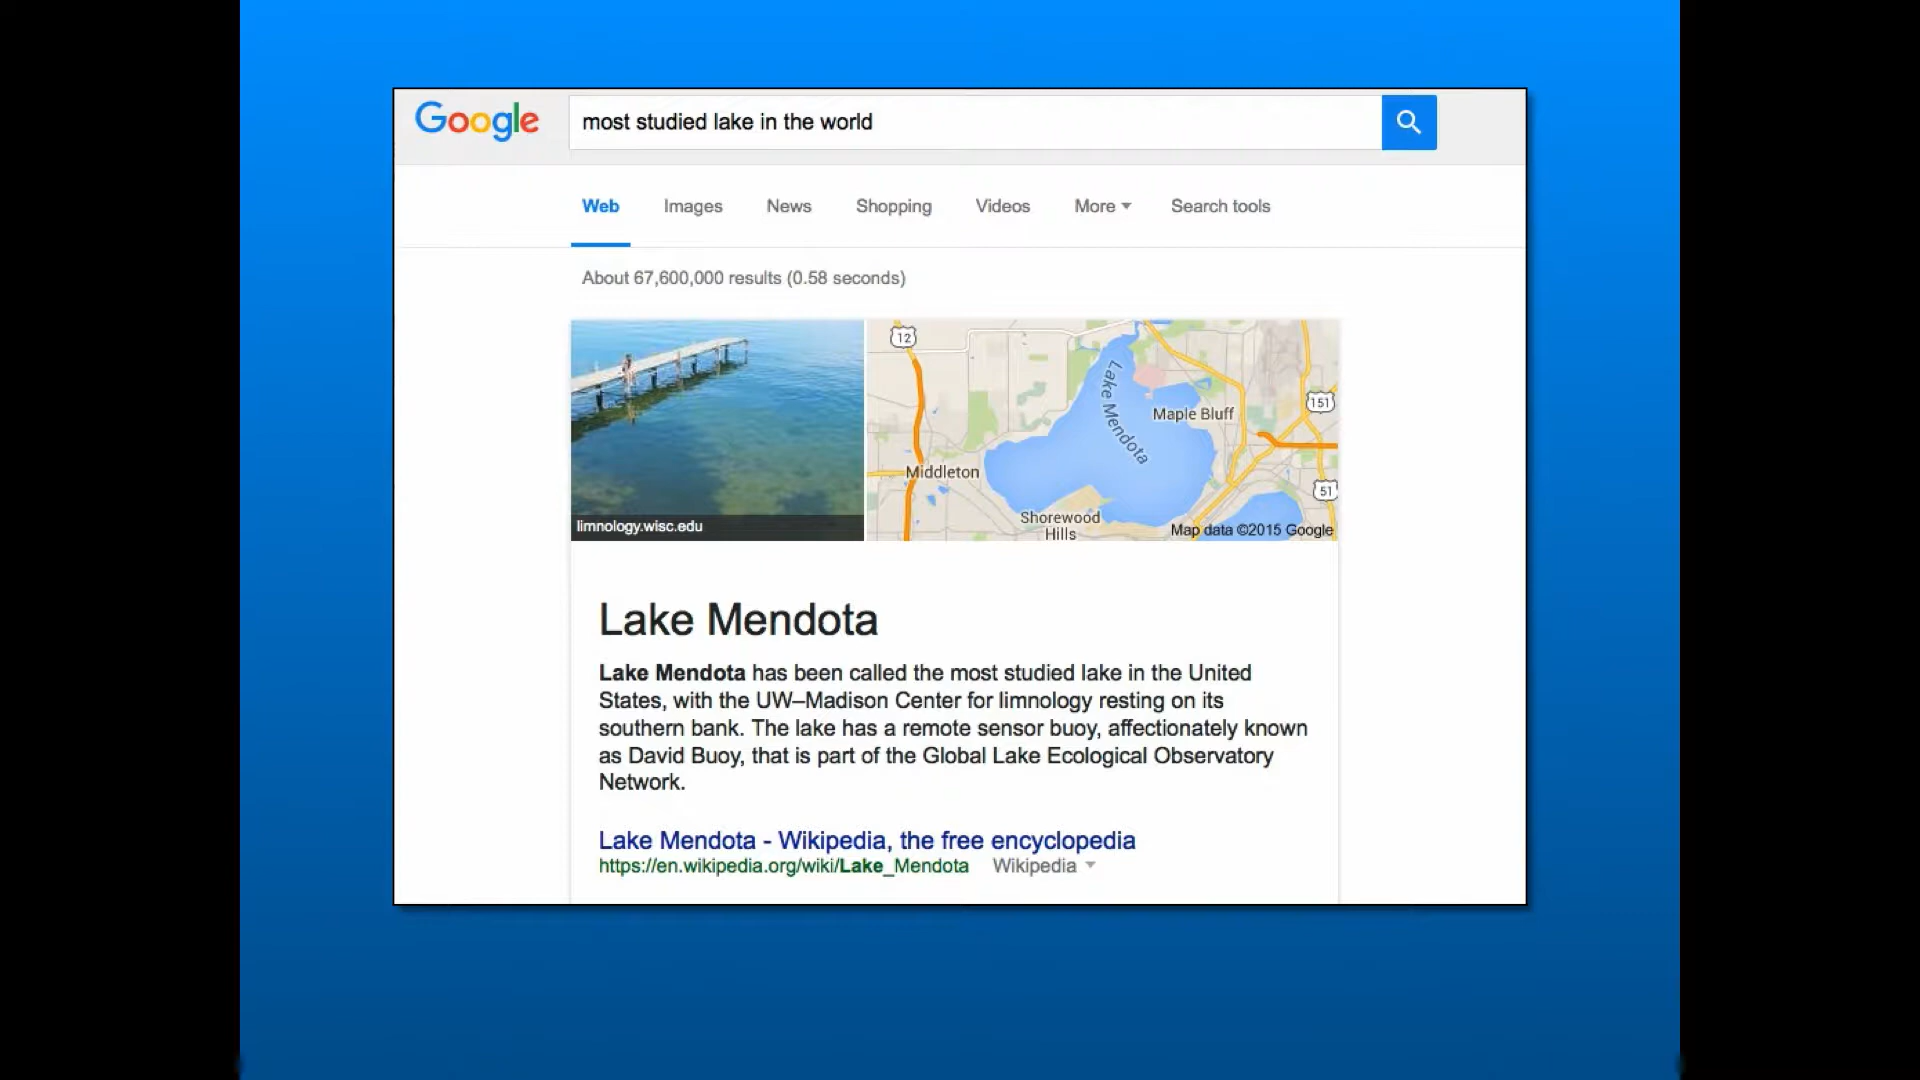 Google
most studied lake in the world
Web Images News Shopping Videos More Search tools
About 67,600,000 results (0.58 seconds)
limnology.wisc.edu
12
Lake Mendota
Maple Bluff
151
Middleton
51
Shorewood
Hills
Map data ©2015 Google
Lake Mendota
Lake Mendota has been called the most studied lake in the United
States, with the UW–Madison Center for limnology resting on its
southern bank. The lake has a remote sensor buoy, affectionately known
as David Buoy, that is part of the Global Lake Ecological Observatory
Network.
Lake Mendota - Wikipedia, the free encyclopedia
https://en.wikipedia.org/wiki/Lake_Mendota Wikipedia